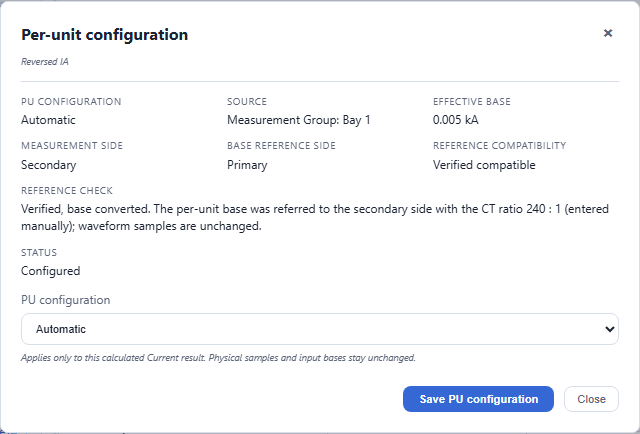 Per-unit configuration
×
Reversed IA
PU CONFIGURATION
Automatic
SOURCE
Measurement Group: Bay 1
EFFECTIVE BASE
0.005 kA
MEASUREMENT SIDE
Secondary
BASE REFERENCE SIDE
Primary
REFERENCE COMPATIBILITY
Verified compatible
REFERENCE CHECK
Verified, base converted. The per-unit base was referred to the secondary side with the CT ratio 240 : 1 (entered
manually); waveform samples are unchanged.
STATUS
Configured
PU configuration
Automatic
Applies only to this calculated Current result. Physical samples and input bases stay unchanged.
Save PU configuration
Close